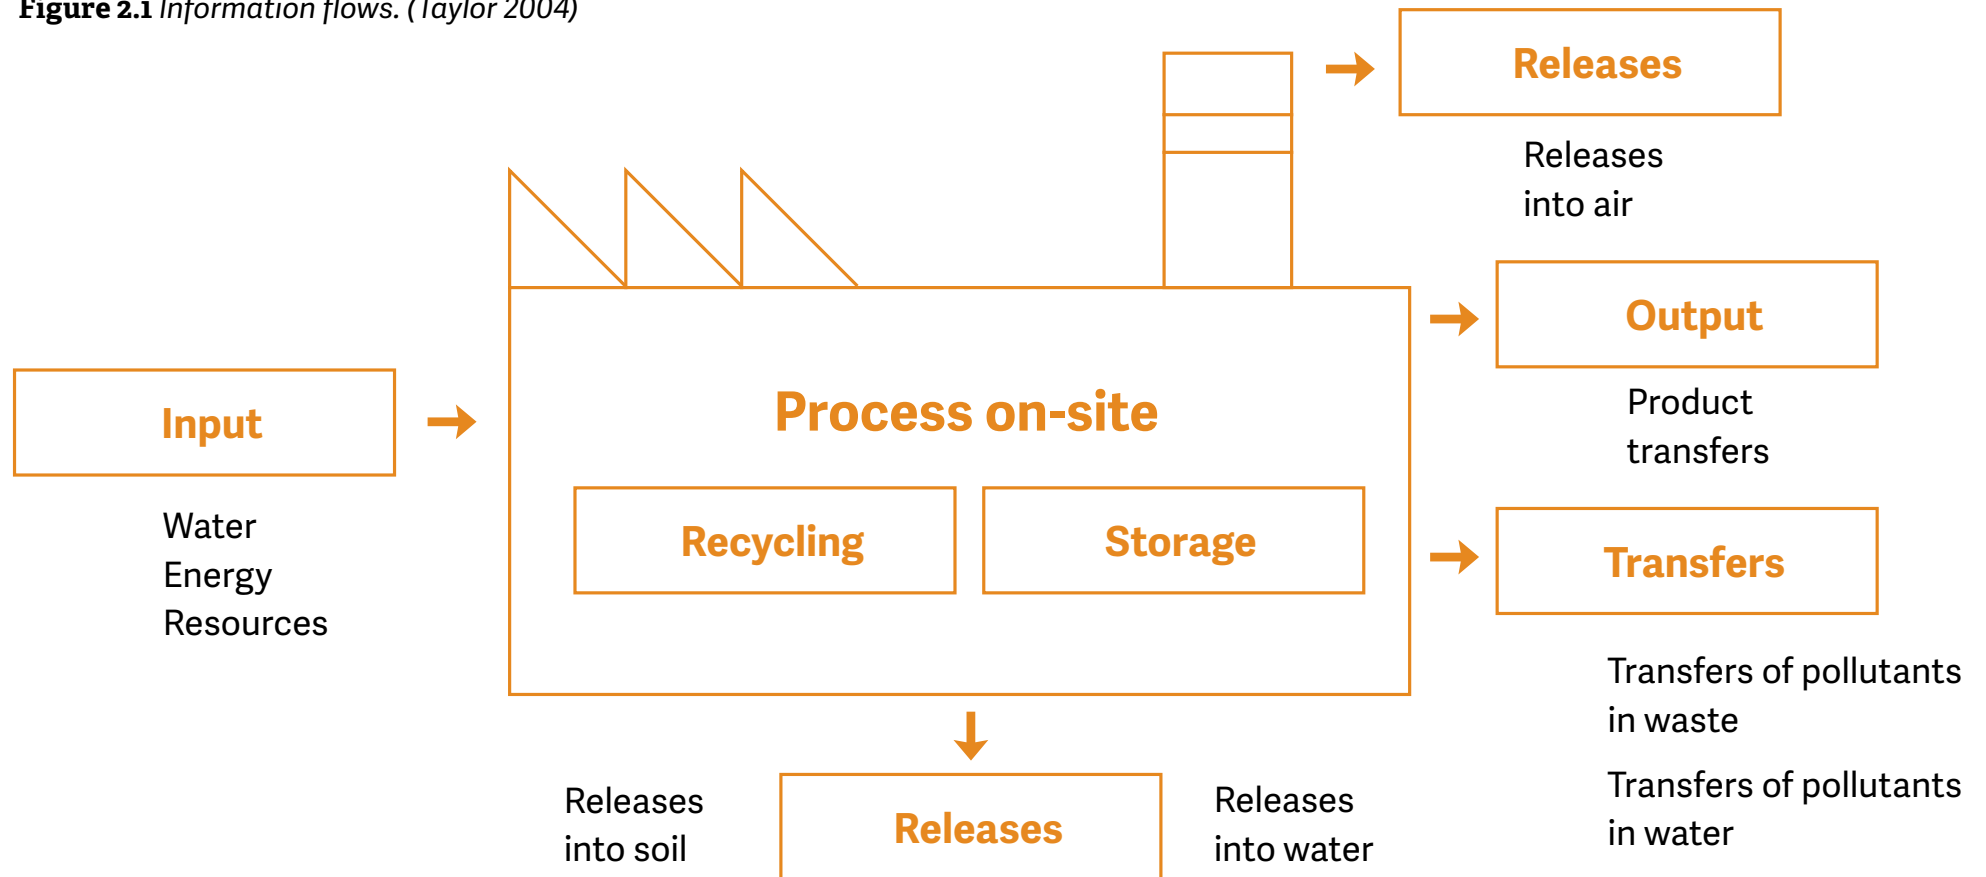 Figure 2.1 Information flows. (Taylor 2004)
Releases
Releases
into air
Output
Product
transfers
Input
Water
Energy
Resources
Process on-site
Recycling
Storage
Transfers
Transfers of pollutants
in waste
Transfers of pollutants
in water
Releases
into soil
Releases
Releases
into water